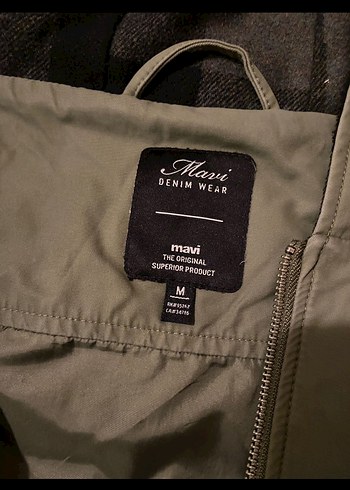 Mavi
DENIM WEAR
mavi
THE ORIGINAL
SUPERIOR PRODUCT
M